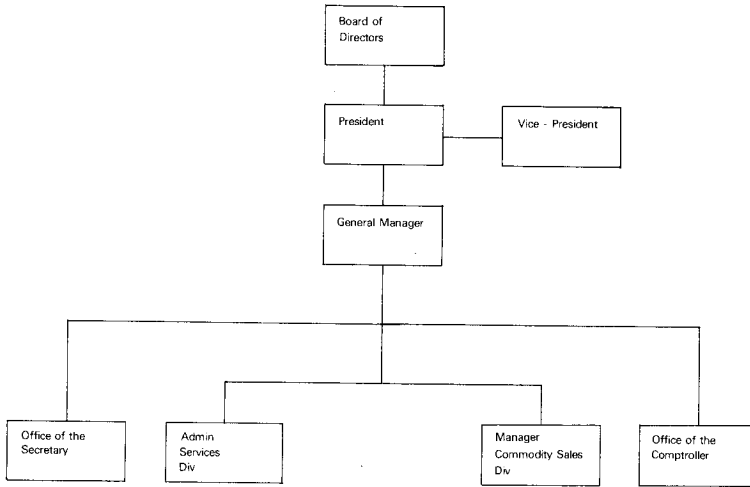 Board of
Directors
President
Vice - President
General Manager
Office of the
Secretary
Admin
Services
Div
Manager
Commodity Sales
Div
Office of the
Comptroller